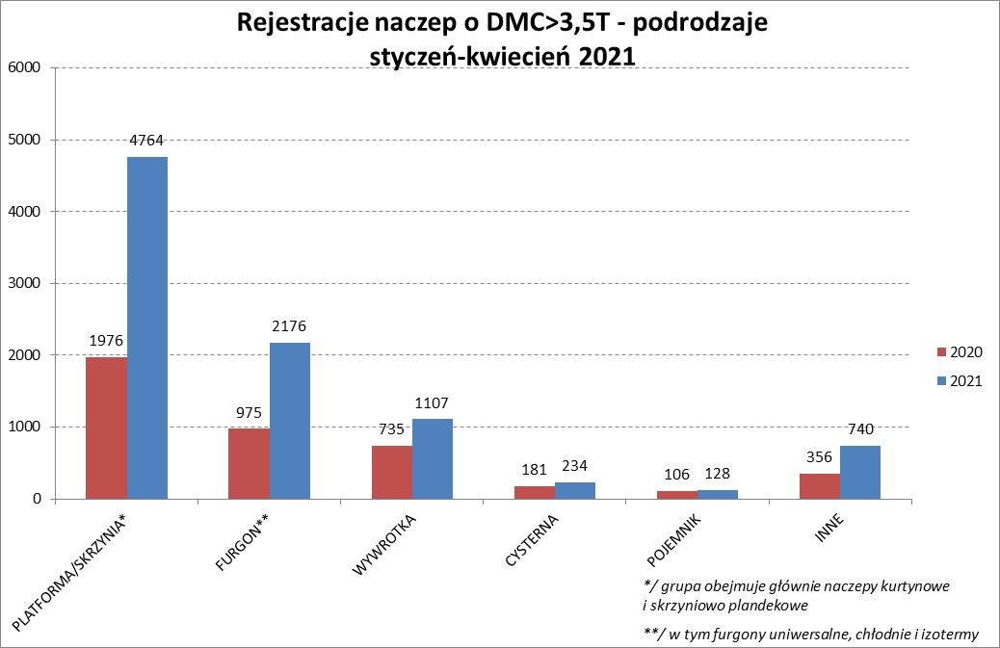 Rejestracje naczep o DMC>3,5T - podrodzaje
styczeń-kwiecień 2021
6000
5000
4000
3000
2000
1000
0
1976
4764
975
2176
735
1107
181
234
106
128
356
740
2020
2021
PLATFORMA/SKRZYNIA*
FURGON**
WYWROTKA
CYSTERNA
POJEMNIK
INNE
*/ grupa obejmuje głównie naczepy kurtynowe
i skrzyniowo plandekowe
**/ w tym furgony uniwersalne, chłodnie i izotermy